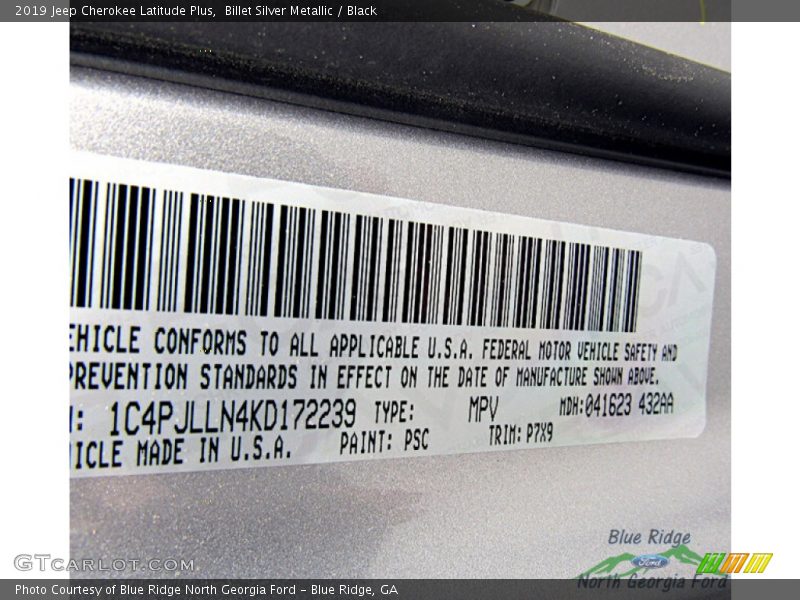 2019 Jeep Cherokee Latitude Plus,  Billet Silver Metallic / Black
EHICLE CONFORMS TO ALL APPLICABLE U.S.A. FEDERAL MOTOR VEHICLE SAFETY AND
PREVENTION STANDARDS IN EFFECT ON THE DATE OF MANUFACTURE SHOWN ABOVE.
: 1C4PJLLN4KD172239 TYPE: MPV MDH:041623 432AA
ICLE MADE IN U.S.A. PAINT: PSC TRIM: P7X9
Blue Ridge
Ford
North Georgia Ford
GTCARLOT.COM
Photo Courtesy of Blue Ridge North Georgia Ford – Blue Ridge, GA